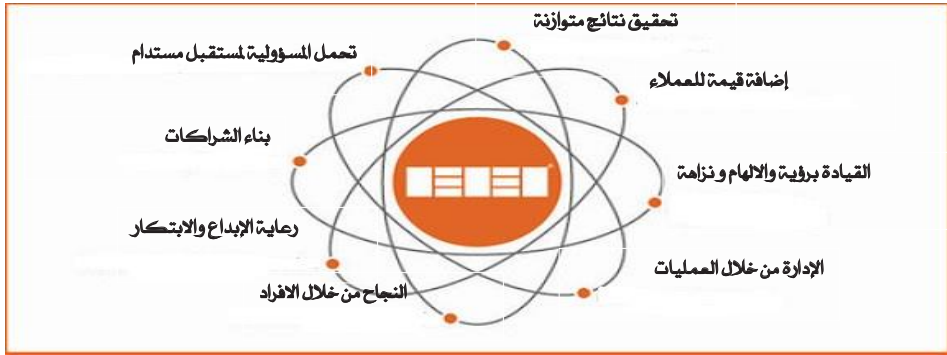 تحقيق نتائج متوازنة
تحمل المسؤولية لمستقبل مستدام
إضافة قيمة للعملاء
بناء الشراكات
القيادة برؤية والالهام و نزاهة
رعاية الإبداع والابتكار
الإدارة من خلال العمليات
النجاح من خلال الافراد